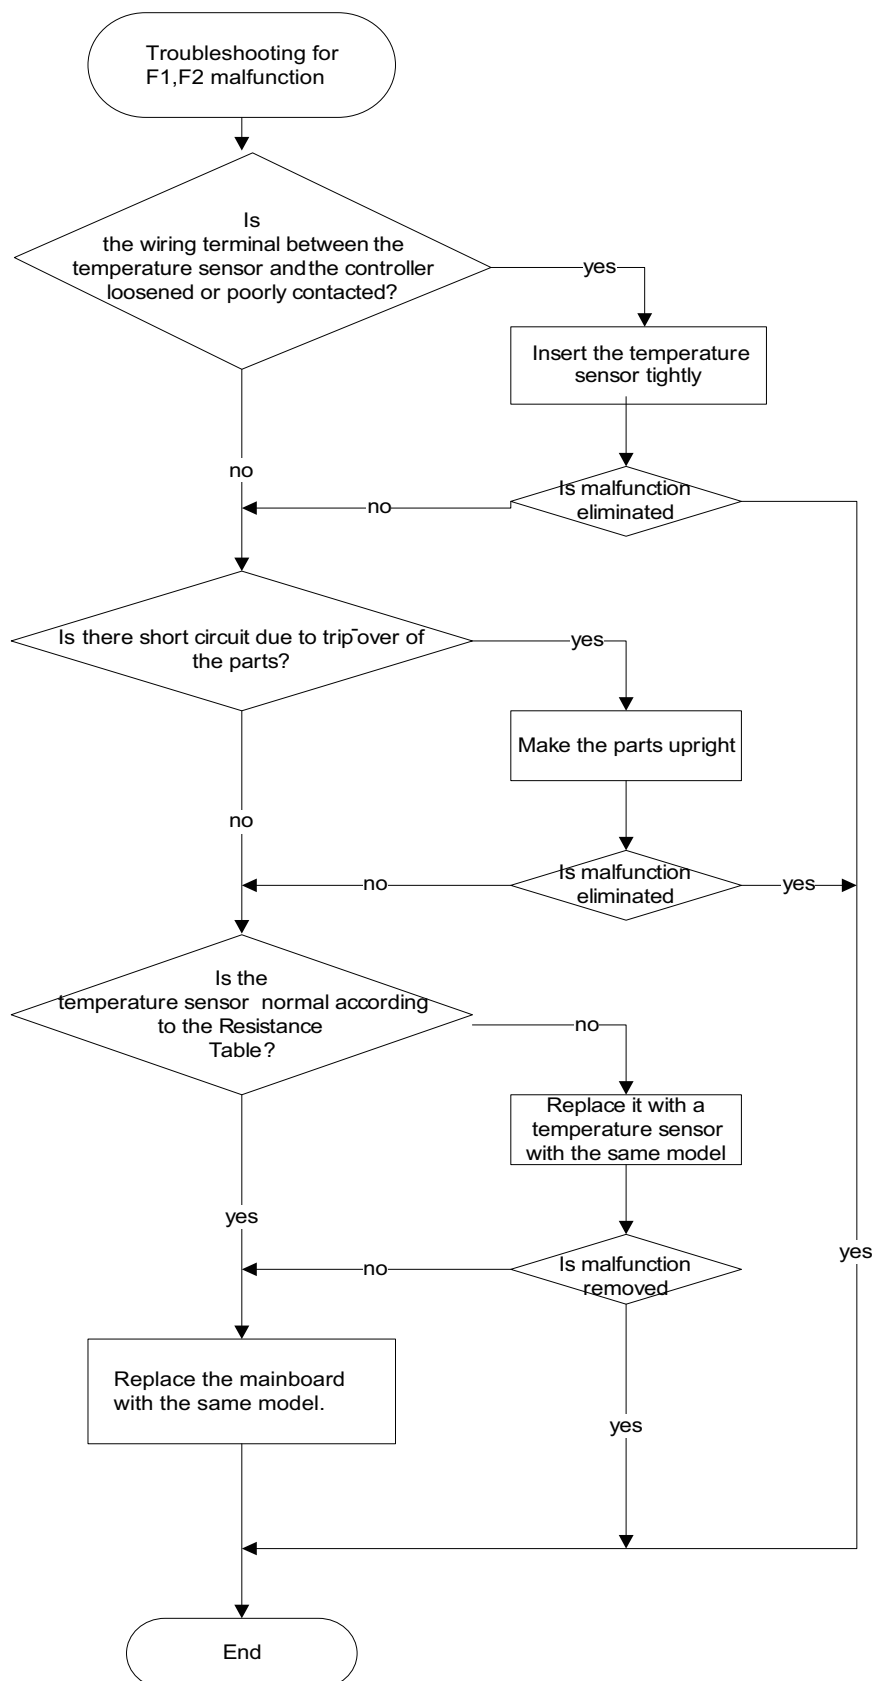 Troubleshooting for
F1,F2 malfunction
Is
the wiring terminal between the
temperature sensor and the controller
loosened or poorly contacted?
yes
Insert the temperature
sensor tightly
no
Is malfunction
eliminated
no
Is there short circuit due to trip-over of
the parts?
yes
Make the parts upright
no
Is malfunction
eliminated
no
yes
Is the
temperature sensor normal according
to the Resistance
Table?
no
Replace it with a
temperature sensor
with the same model
yes
Is malfunction
removed
no
yes
Replace the mainboard
with the same model.
yes
End